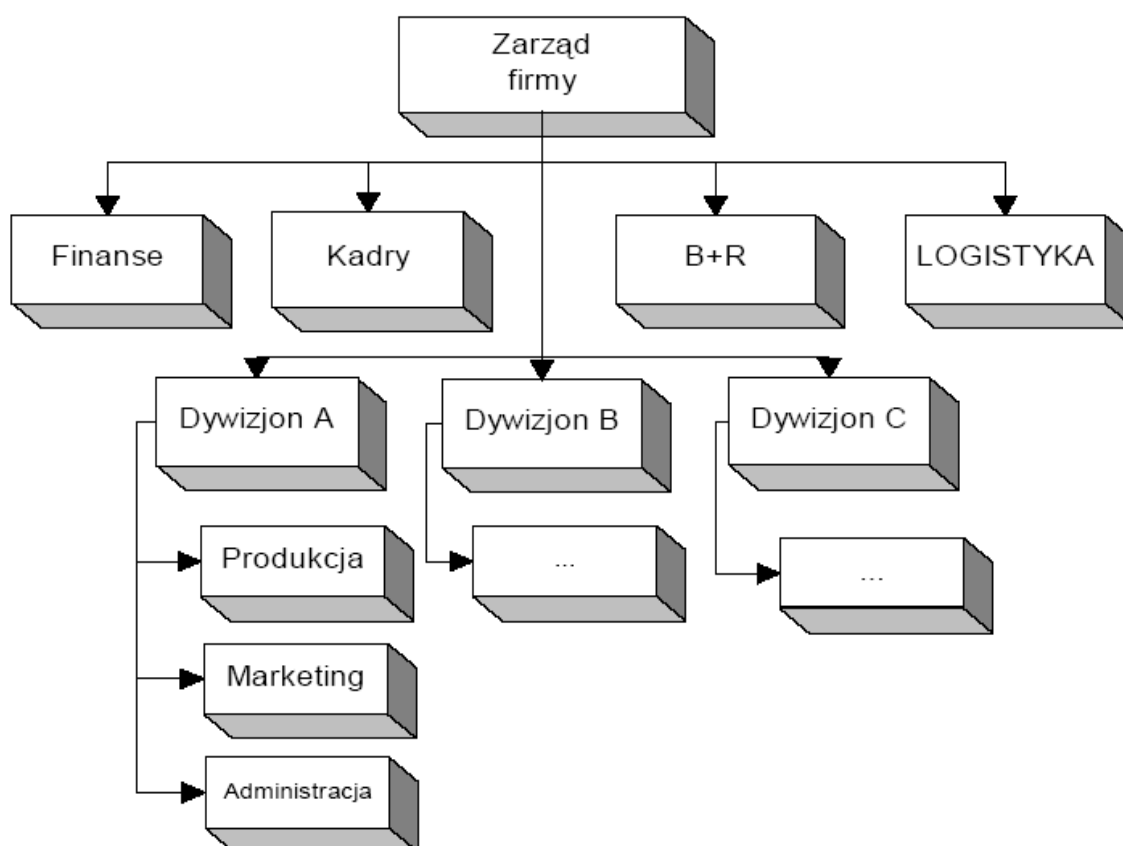 Zarząd
firmy
Finanse
Kadry
B+R
LOGISTYKA
Dywizjon A
Dywizjon B
Dywizjon C
Produkcja
...
...
Marketing
Administracja